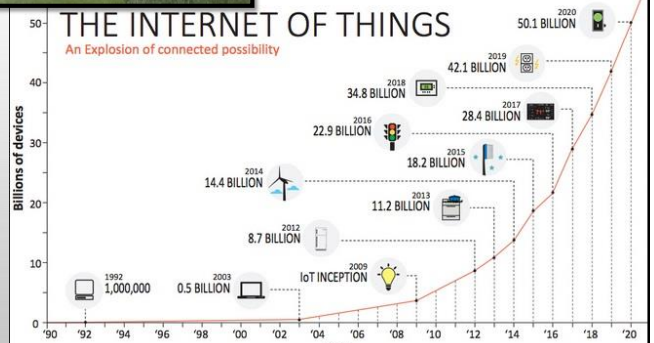 THE INTERNET OF THINGS
An Explosion of connected possibility
Billions of devices
50
40
30
20
10
0
2020
50.1 BILLION
2019
42.1 BILLION
2018
34.8 BILLION
2017
28.4 BILLION
2016
22.9 BILLION
2015
18.2 BILLION
2014
14.4 BILLION
2013
11.2 BILLION
2012
8.7 BILLION
2009
IoT INCEPTION
2003
0.5 BILLION
1992
1,000,000
'90 '92 '94 '96 '98 '00 '02 '04 '06 '08 '10 '12 '14 '16 '18 '20